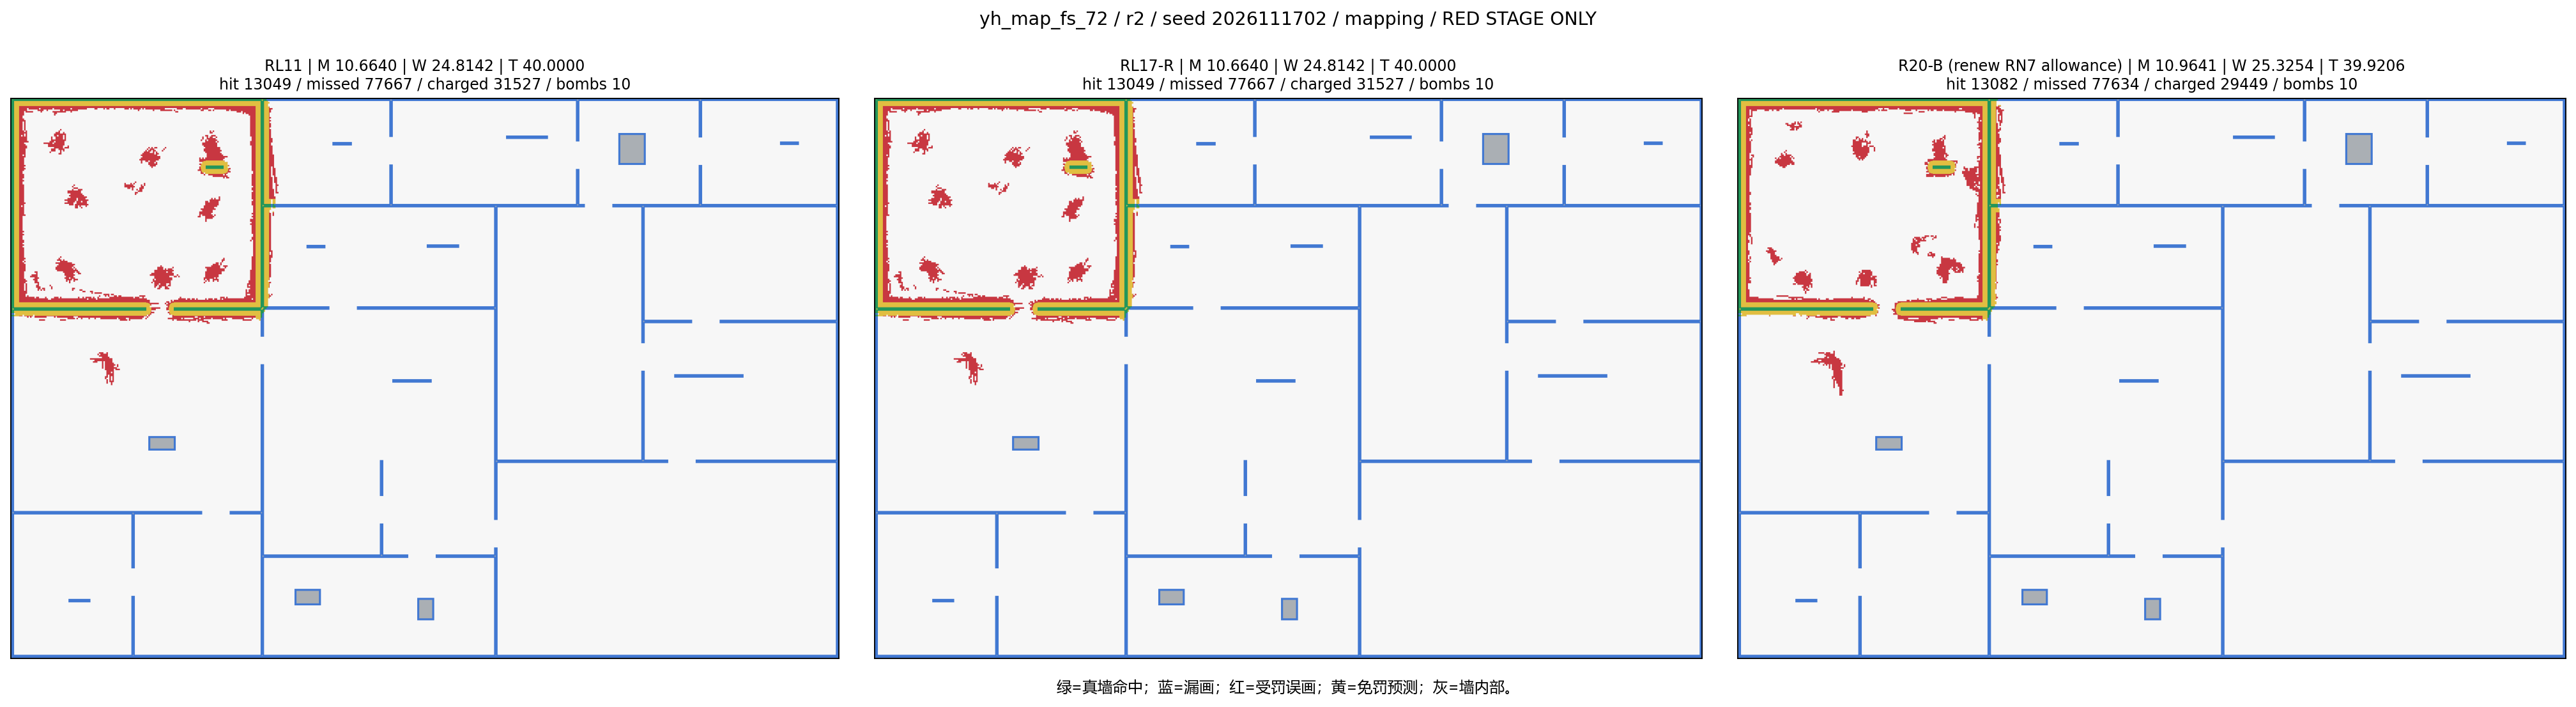 yh_map_fs_72 / r2 / seed 2026111702 / mapping / RED STAGE ONLY
RL11 | M 10.6640 | W 24.8142 | T 40.0000
hit 13049 / missed 77667 / charged 31527 / bombs 10
RL17-R | M 10.6640 | W 24.8142 | T 40.0000
hit 13049 / missed 77667 / charged 31527 / bombs 10
R20-B (renew RN7 allowance) | M 10.9641 | W 25.3254 | T 39.9206
hit 13082 / missed 77634 / charged 29449 / bombs 10
绿=真墙命中；蓝=漏画；红=受罚误画；黄=免罚预测；灰=墙内部。